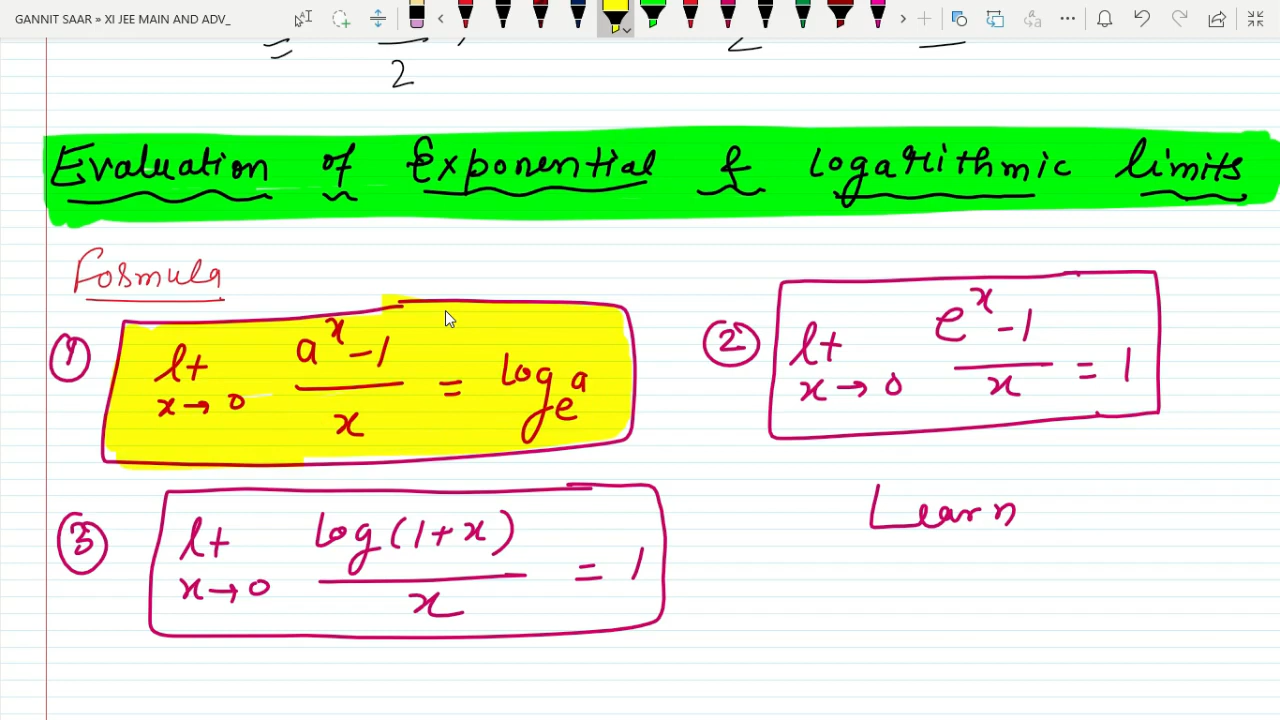 GANNIT SAAR » XI JEE MAIN AND ADV_
2
2
Evaluation of Exponential & Logarithmic limits
Formula
① lt x→0 (a^x - 1)/x = log_e a
② lt x→0 (e^x - 1)/x = 1
③ lt x→0 log(1+x)/x = 1
Learn